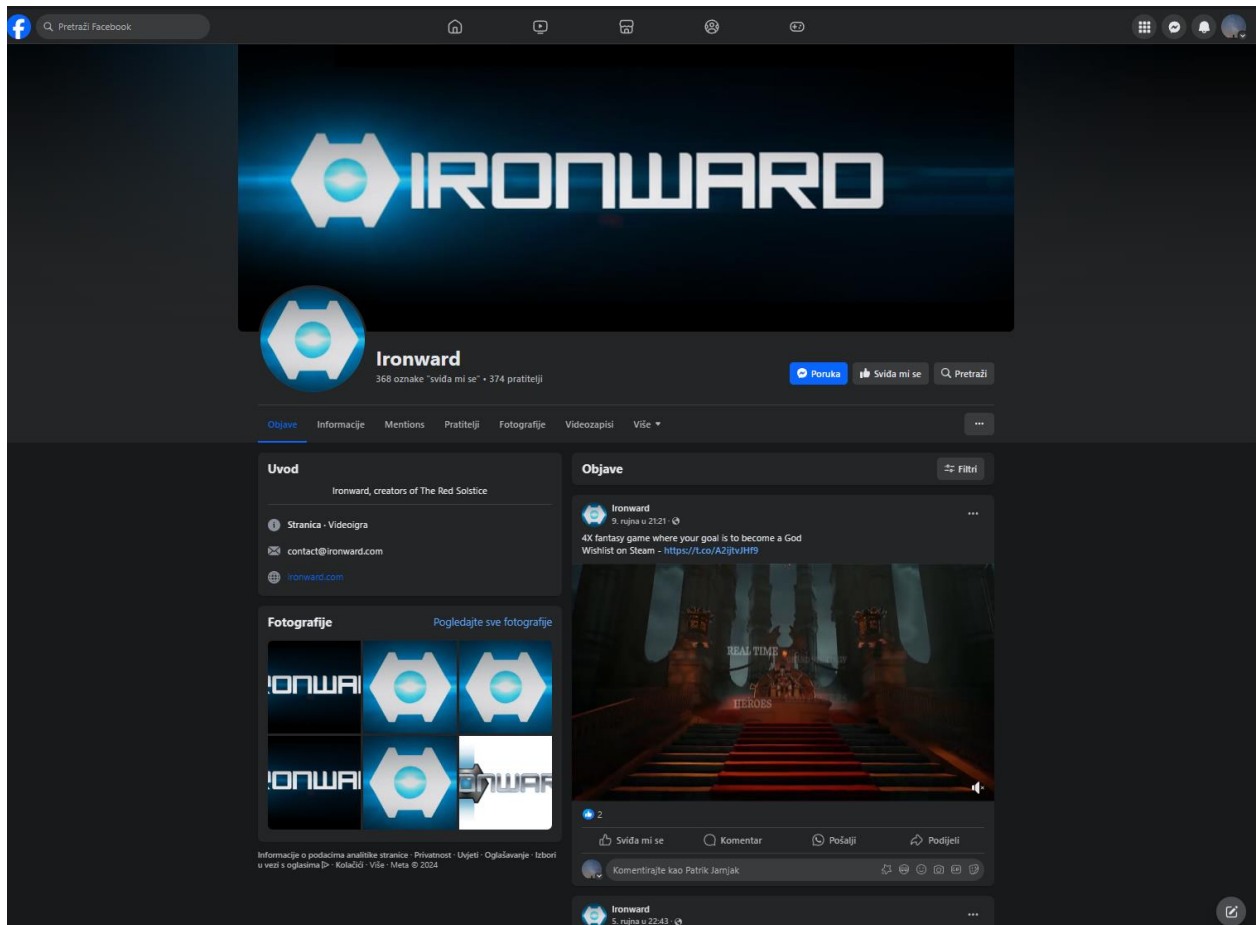 Pretraži Facebook
IRONWARD
Ironward
368 oznake "sviđa mi se" • 374 pratitelji
Poruka
Sviđa mi se
Pretraži
Objave
Informacije
Mentions
Pratitelji
Fotografije
Videozapisi
Više
Uvod
Ironward, creators of The Red Solstice
Stranica · Videoigra
contact@ironward.com
ironward.com
Fotografije
Pogledajte sve fotografije
Informacije o podacima analitike stranice · Privatnost · Uvjeti · Oglašavanje · Izbori
u vezi s oglasima · Kolačići · Više · Meta © 2024
Objave
Filtri
Ironward
9. rujna u 21:21
4X fantasy game where your goal is to become a God
Wishlist on Steam - https://t.co/A2ijtvJHf9
REAL TIME
HEROES
2
Sviđa mi se
Komentar
Pošalji
Podijeli
Komentirajte kao Patrik Jamjak
Ironward
5. rujna u 22:43